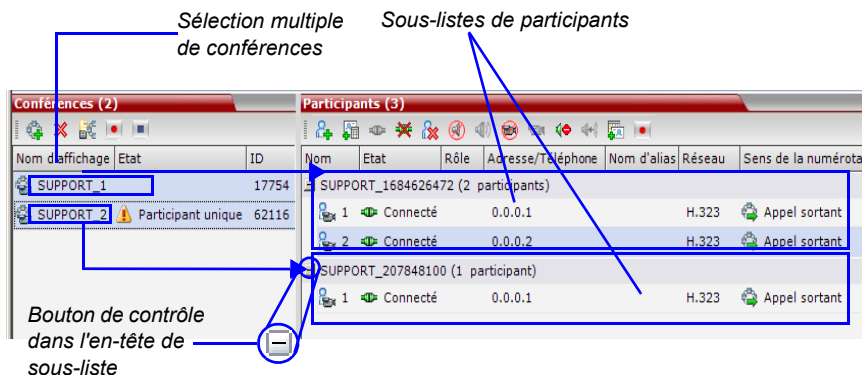 Sélection multiple
de conférences
Sous-listes de participants
Conférences (2)
Participants (3)
Nom d'affichage Etat ID
Nom Etat Rôle Adresse/Téléphone Nom d'alias Réseau Sens de la numérota
SUPPORT_1 17754
SUPPORT_2 Participant unique 62116
SUPPORT_1684626472 (2 participants)
1 Connecté 0.0.0.1 H.323 Appel sortant
2 Connecté 0.0.0.2 H.323 Appel sortant
SUPPORT_207848100 (1 participant)
1 Connecté 0.0.0.1 H.323 Appel sortant
Bouton de contrôle
dans l'en-tête de
sous-liste